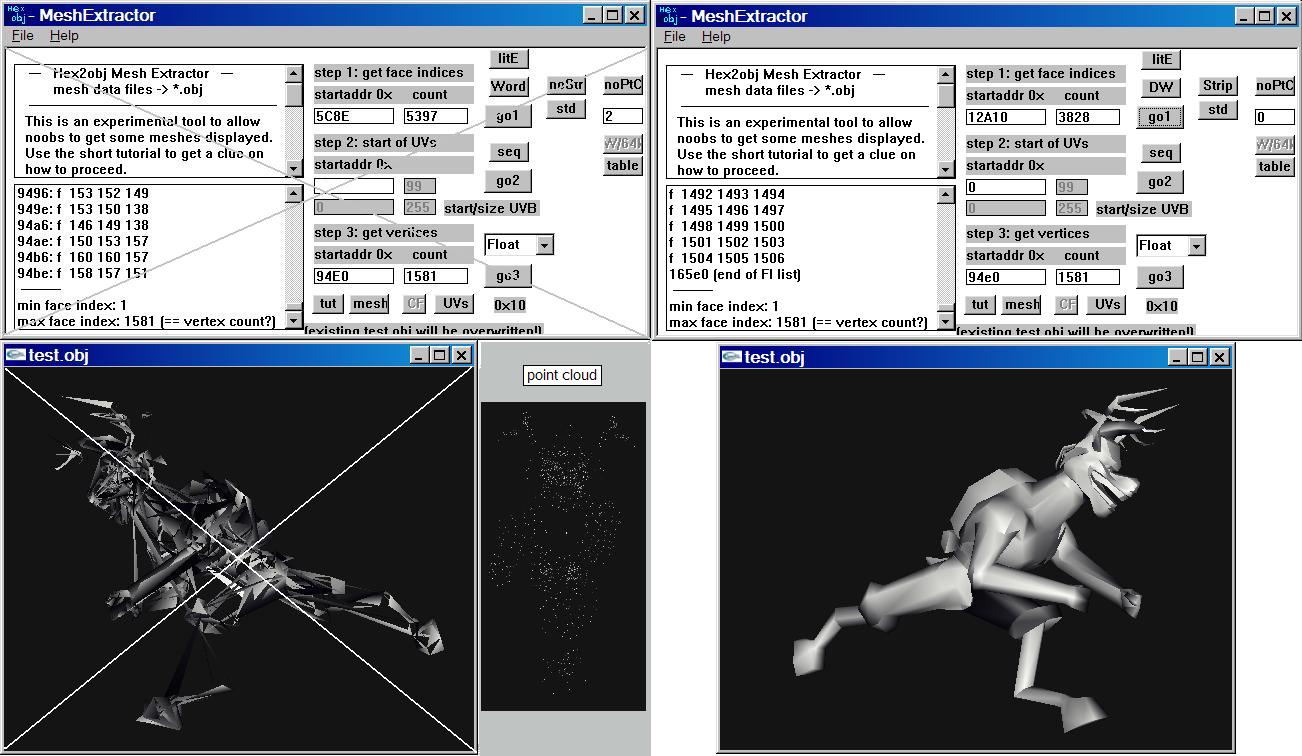 Hex obj - MeshExtractor
File Help
— Hex2obj Mesh Extractor —
mesh data files -> *.obj
This is an experimental tool to allow
noobs to get some meshes displayed.
Use the short tutorial to get a clue on
how to proceed.
9496: f 153 152 149
949e: f 153 150 138
94a6: f 146 149 138
94ae: f 150 153 157
94b6: f 160 160 157
94be: f 158 157 151
min face index: 1
max face index: 1581 (== vertex count?)
step 1: get face indices
startaddr 0x count
5C8E 5397
step 2: start of UVs
startaddr 0x
99
0 255 start/size UVB
step 3: get vertices
startaddr 0x count
94E0 1581
tut mesh CF UVs
(existing test obj will be overwritten!)
litE
Word noStr noPtC
go1 std 2
seq W/64k
go2 table
Float
go3
0x10
Hex obj - MeshExtractor
File Help
— Hex2obj Mesh Extractor —
mesh data files -> *.obj
This is an experimental tool to allow
noobs to get some meshes displayed.
Use the short tutorial to get a clue on
how to proceed.
f 1492 1493 1494
f 1495 1496 1497
f 1498 1499 1500
f 1501 1502 1503
f 1504 1505 1506
165e0 (end of FI list)
min face index: 1
max face index: 1581 (== vertex count?)
step 1: get face indices
startaddr 0x count
12A10 3828
step 2: start of UVs
startaddr 0x
0 99
0 255 start/size UVB
step 3: get vertices
startaddr 0x count
94e0 1581
tut mesh CF UVs
(existing test obj will be overwritten!)
litE
DW Strip noPtC
go1 std 0
seq W/64k
go2 table
Float
go3
0x10
test.obj
point cloud
test.obj